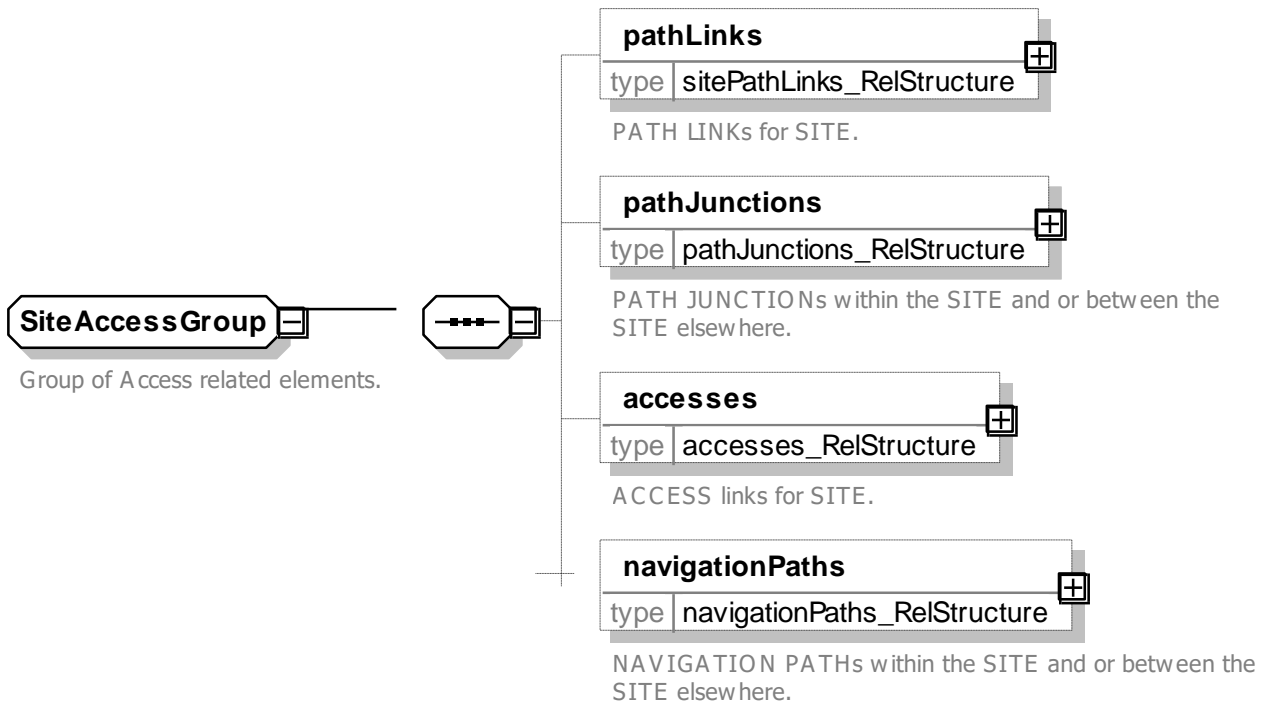 pathLinks
type sitePathLinks_RelStructure
PATH LINKs for SITE.
pathJunctions
type pathJunctions_RelStructure
PATH JUNCTIONs within the SITE and or between the
SITE elsewhere.
SiteAccessGroup
Group of Access related elements.
accesses
type accesses_RelStructure
ACCESS links for SITE.
navigationPaths
type navigationPaths_RelStructure
NAVIGATION PATHs within the SITE and or between the
SITE elsewhere.